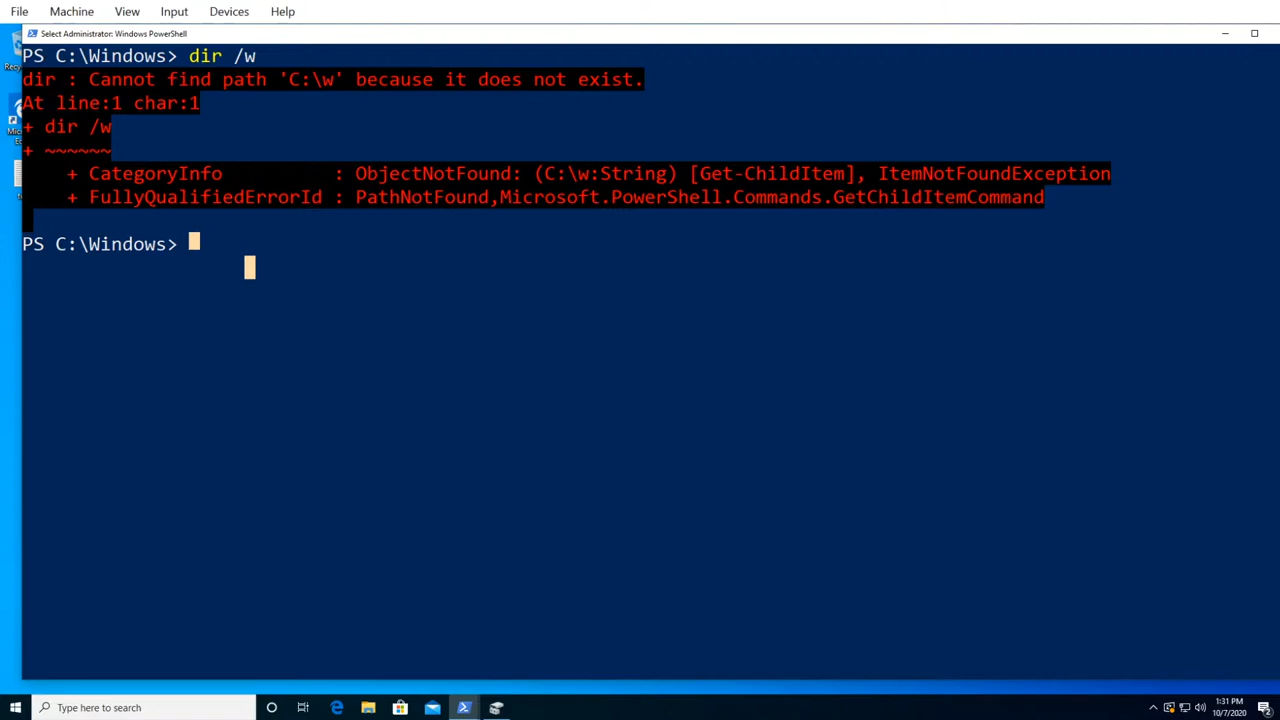 File Machine View Input Devices Help
Select Administrator: Windows PowerShell
PS C:\Windows> dir /w
dir : Cannot find path 'C:\w' because it does not exist.
At line:1 char:1
+ dir /w
+ ~~~~~~
    + CategoryInfo          : ObjectNotFound: (C:\w:String) [Get-ChildItem], ItemNotFoundException
    + FullyQualifiedErrorId : PathNotFound,Microsoft.PowerShell.Commands.GetChildItemCommand
PS C:\Windows>
Type here to search
1:31 PM
10/7/2020
2